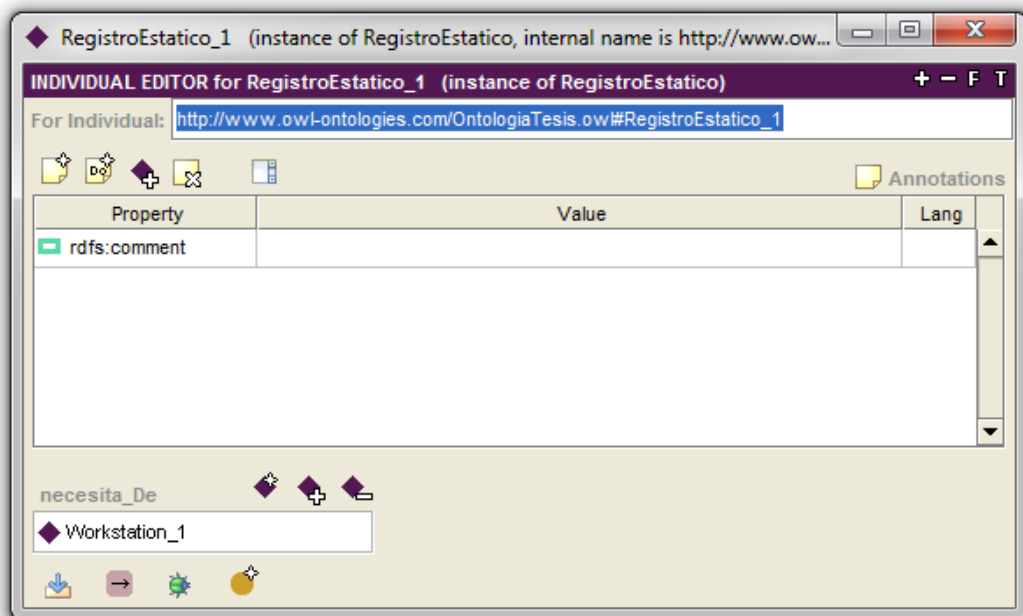 RegistroEstatico_1 (instance of RegistroEstatico, internal name is http://www.ow...
INDIVIDUAL EDITOR for RegistroEstatico_1 (instance of RegistroEstatico)
+ − F T
For Individual: http://www.owl-ontologies.com/OntologiaTesis.owl#RegistroEstatico_1
Annotations
Property Value Lang
rdfs:comment
necesita_De
Workstation_1